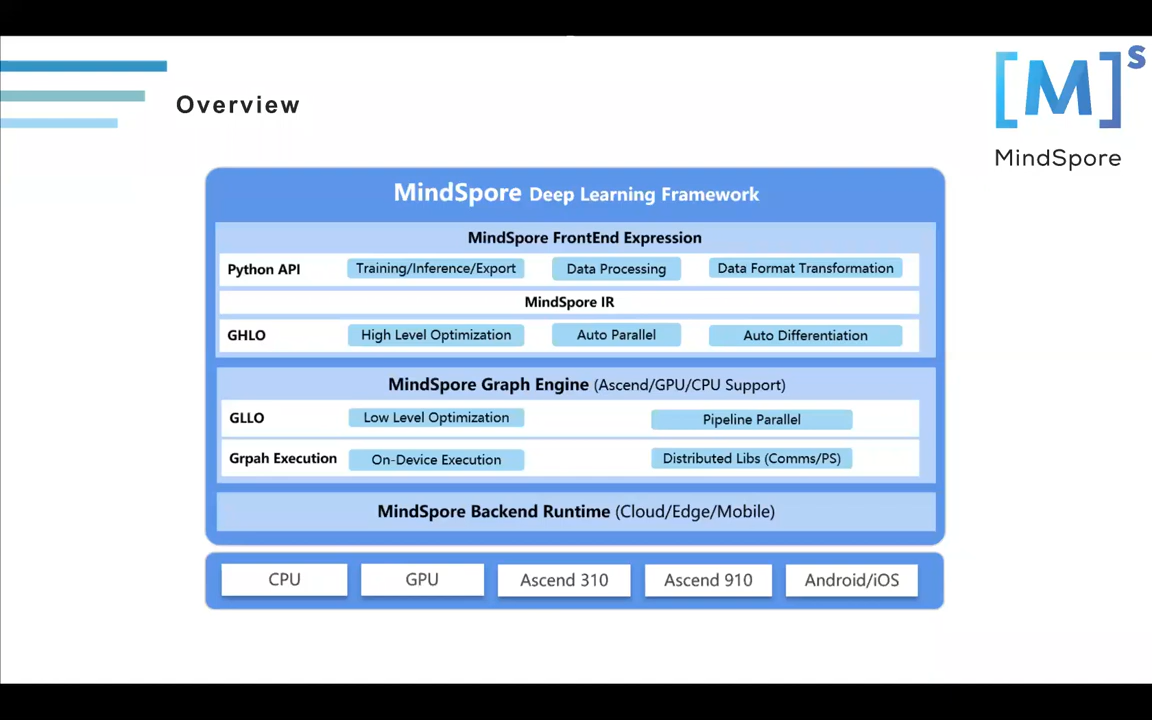 [M]s
MindSpore
Overview
MindSpore Deep Learning Framework
MindSpore FrontEnd Expression
Python API Training/Inference/Export Data Processing Data Format Transformation
MindSpore IR
GHLO High Level Optimization Auto Parallel Auto Differentiation
MindSpore Graph Engine (Ascend/GPU/CPU Support)
GLLO Low Level Optimization Pipeline Parallel
Grpah Execution On-Device Execution Distributed Libs (Comms/PS)
MindSpore Backend Runtime (Cloud/Edge/Mobile)
CPU GPU Ascend 310 Ascend 910 Android/iOS